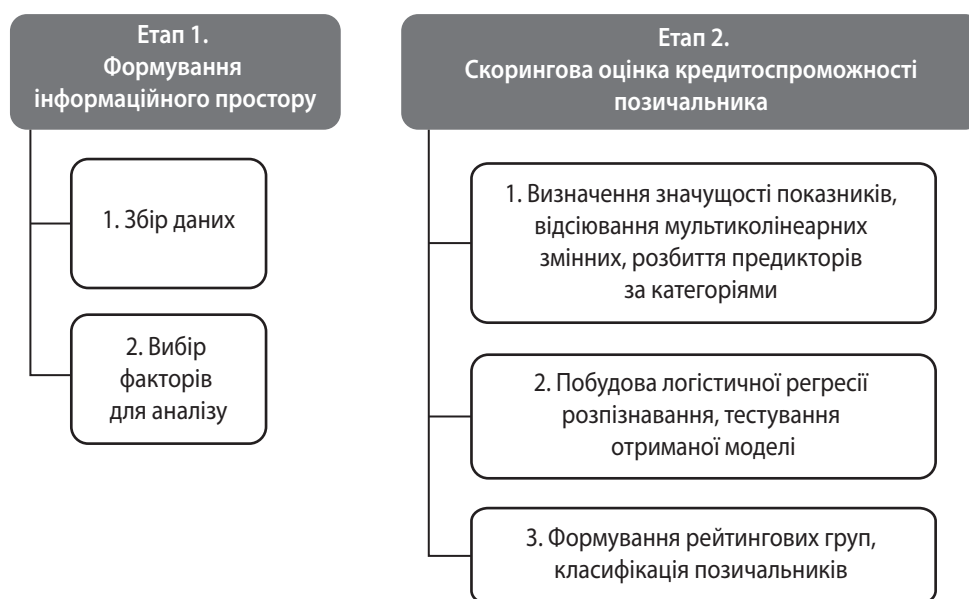 Етап 1.
Формування
інформаційного простору
1. Збір даних
2. Вибір
факторів
для аналізу
Етап 2.
Скорингова оцінка кредитоспроможності
позичальника
1. Визначення значущості показників,
відсіювання мультиколінеарних
змінних, розбиття предикторів
за категоріями
2. Побудова логістичної регресії
розпізнавання, тестування
отриманої моделі
3. Формування рейтингових груп,
класифікація позичальників